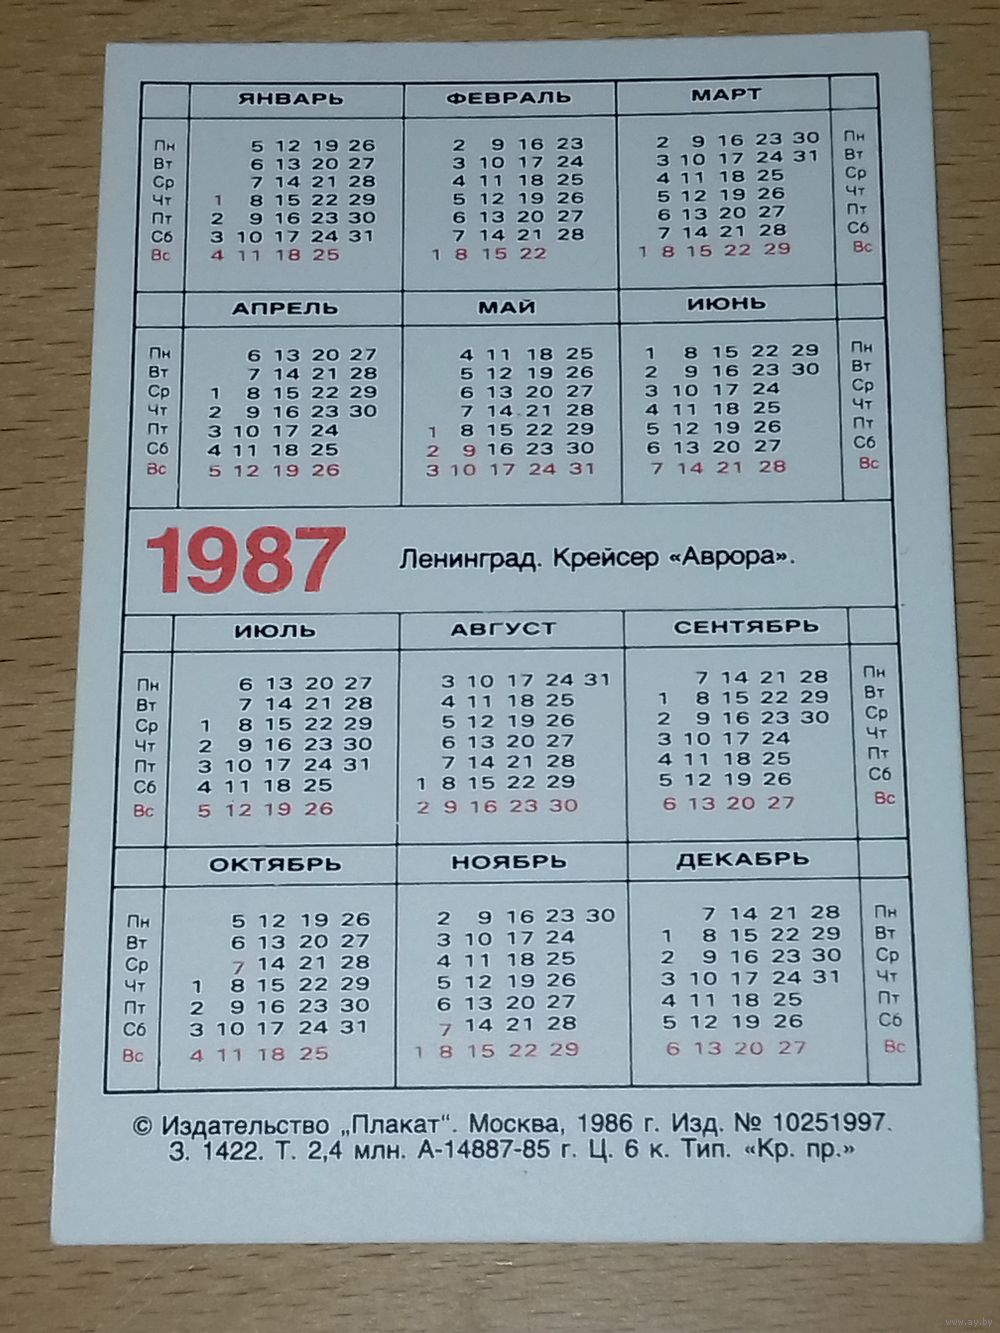 ЯНВАРЬ ФЕВРАЛЬ МАРТ
Пн 5 12 19 26 2 9 16 23 2 9 16 23 30 Пн
Вт 6 13 20 27 3 10 17 24 3 10 17 24 31 Вт
Ср 7 14 21 28 4 11 18 25 4 11 18 25 Ср
Чт 1 8 15 22 29 5 12 19 26 5 12 19 26 Чт
Пт 2 9 16 23 30 6 13 20 27 6 13 20 27 Пт
Сб 3 10 17 24 31 7 14 21 28 7 14 21 28 Сб
Вс 4 11 18 25 1 8 15 22 1 8 15 22 29 Вс
АПРЕЛЬ МАЙ ИЮНЬ
Пн 6 13 20 27 4 11 18 25 1 8 15 22 29 Пн
Вт 7 14 21 28 5 12 19 26 2 9 16 23 30 Вт
Ср 1 8 15 22 29 6 13 20 27 3 10 17 24 Ср
Чт 2 9 16 23 30 7 14 21 28 4 11 18 25 Чт
Пт 3 10 17 24 1 8 15 22 29 5 12 19 26 Пт
Сб 4 11 18 25 2 9 16 23 30 6 13 20 27 Сб
Вс 5 12 19 26 3 10 17 24 31 7 14 21 28 Вс
1987 Ленинград. Крейсер «Аврора».
ИЮЛЬ АВГУСТ СЕНТЯБРЬ
Пн 6 13 20 27 3 10 17 24 31 7 14 21 28 Пн
Вт 7 14 21 28 4 11 18 25 1 8 15 22 29 Вт
Ср 1 8 15 22 29 5 12 19 26 2 9 16 23 30 Ср
Чт 2 9 16 23 30 6 13 20 27 3 10 17 24 Чт
Пт 3 10 17 24 31 7 14 21 28 4 11 18 25 Пт
Сб 4 11 18 25 1 8 15 22 29 5 12 19 26 Сб
Вс 5 12 19 26 2 9 16 23 30 6 13 20 27 Вс
ОКТЯБРЬ НОЯБРЬ ДЕКАБРЬ
Пн 5 12 19 26 2 9 16 23 30 7 14 21 28 Пн
Вт 6 13 20 27 3 10 17 24 1 8 15 22 29 Вт
Ср 7 14 21 28 4 11 18 25 2 9 16 23 30 Ср
Чт 1 8 15 22 29 5 12 19 26 3 10 17 24 31 Чт
Пт 2 9 16 23 30 6 13 20 27 4 11 18 25 Пт
Сб 3 10 17 24 31 7 14 21 28 5 12 19 26 Сб
Вс 4 11 18 25 1 8 15 22 29 6 13 20 27 Вс
© Издательство „Плакат“. Москва, 1986 г. Изд. № 10251997.
З. 1422. Т. 2,4 млн. А-14887-85 г. Ц. 6 к. Тип. «Кр. пр.»
www.ay.by